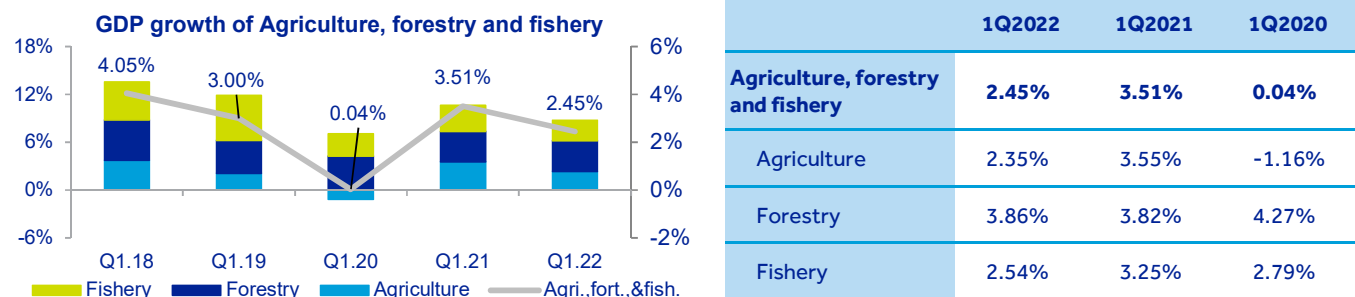 GDP growth of Agriculture, forestry and fishery
18%
12%
6%
0%
-6%
6%
4%
2%
0%
-2%
4.05%
3.00%
0.04%
3.51%
2.45%
Q1.18 Q1.19 Q1.20 Q1.21 Q1.22
Fishery Forestry Agriculture Agri.,fort.,&fish.
1Q2022 1Q2021 1Q2020
Agriculture, forestry
and fishery 2.45% 3.51% 0.04%
Agriculture 2.35% 3.55% -1.16%
Forestry 3.86% 3.82% 4.27%
Fishery 2.54% 3.25% 2.79%